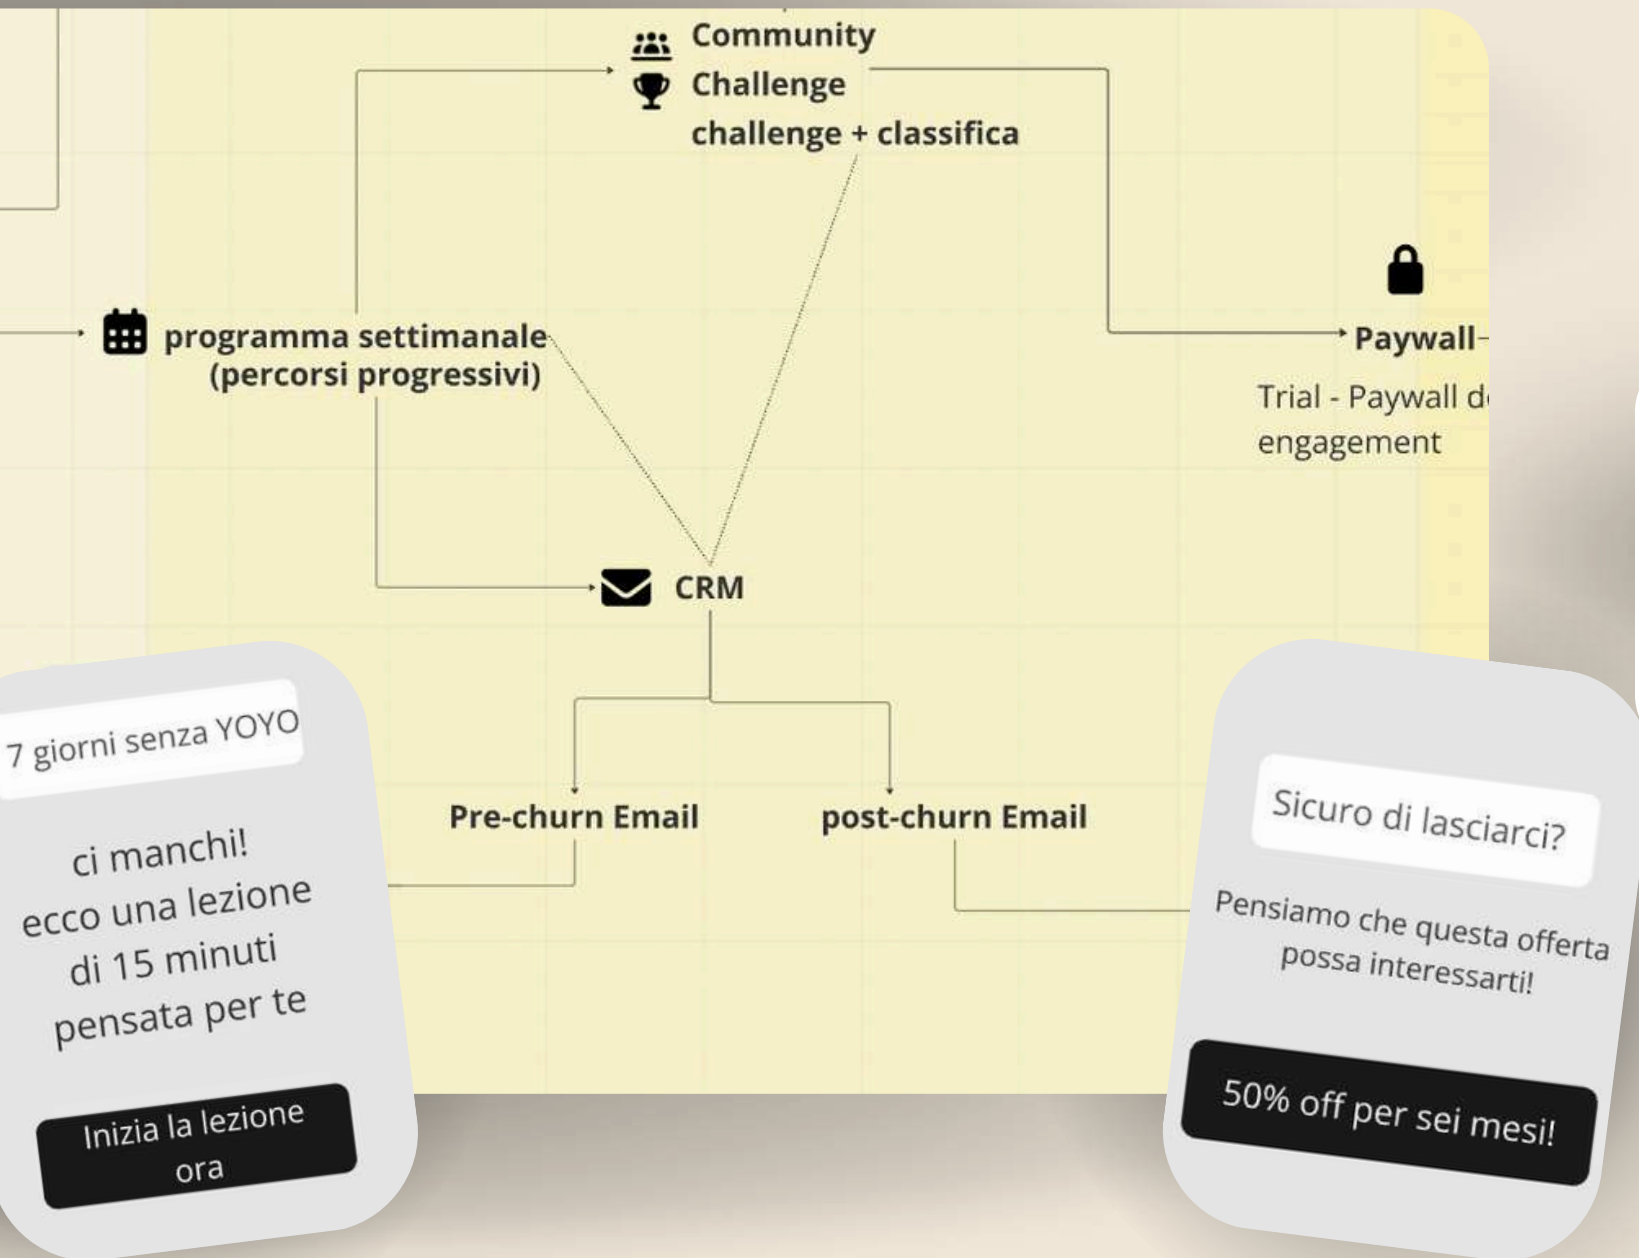 Community
Challenge
challenge + classifica
programma settimanale
(percorsi progressivi)
Paywall
Trial - Paywall
engagement
CRM
Pre-churn Email
post-churn Email
7 giorni senza YOYO
ci manchi!
ecco una lezione
di 15 minuti
pensata per te
Inizia la lezione
ora
Sicuro di lasciarci?
Pensiamo che questa offerta
possa interessarti!
50% off per sei mesi!